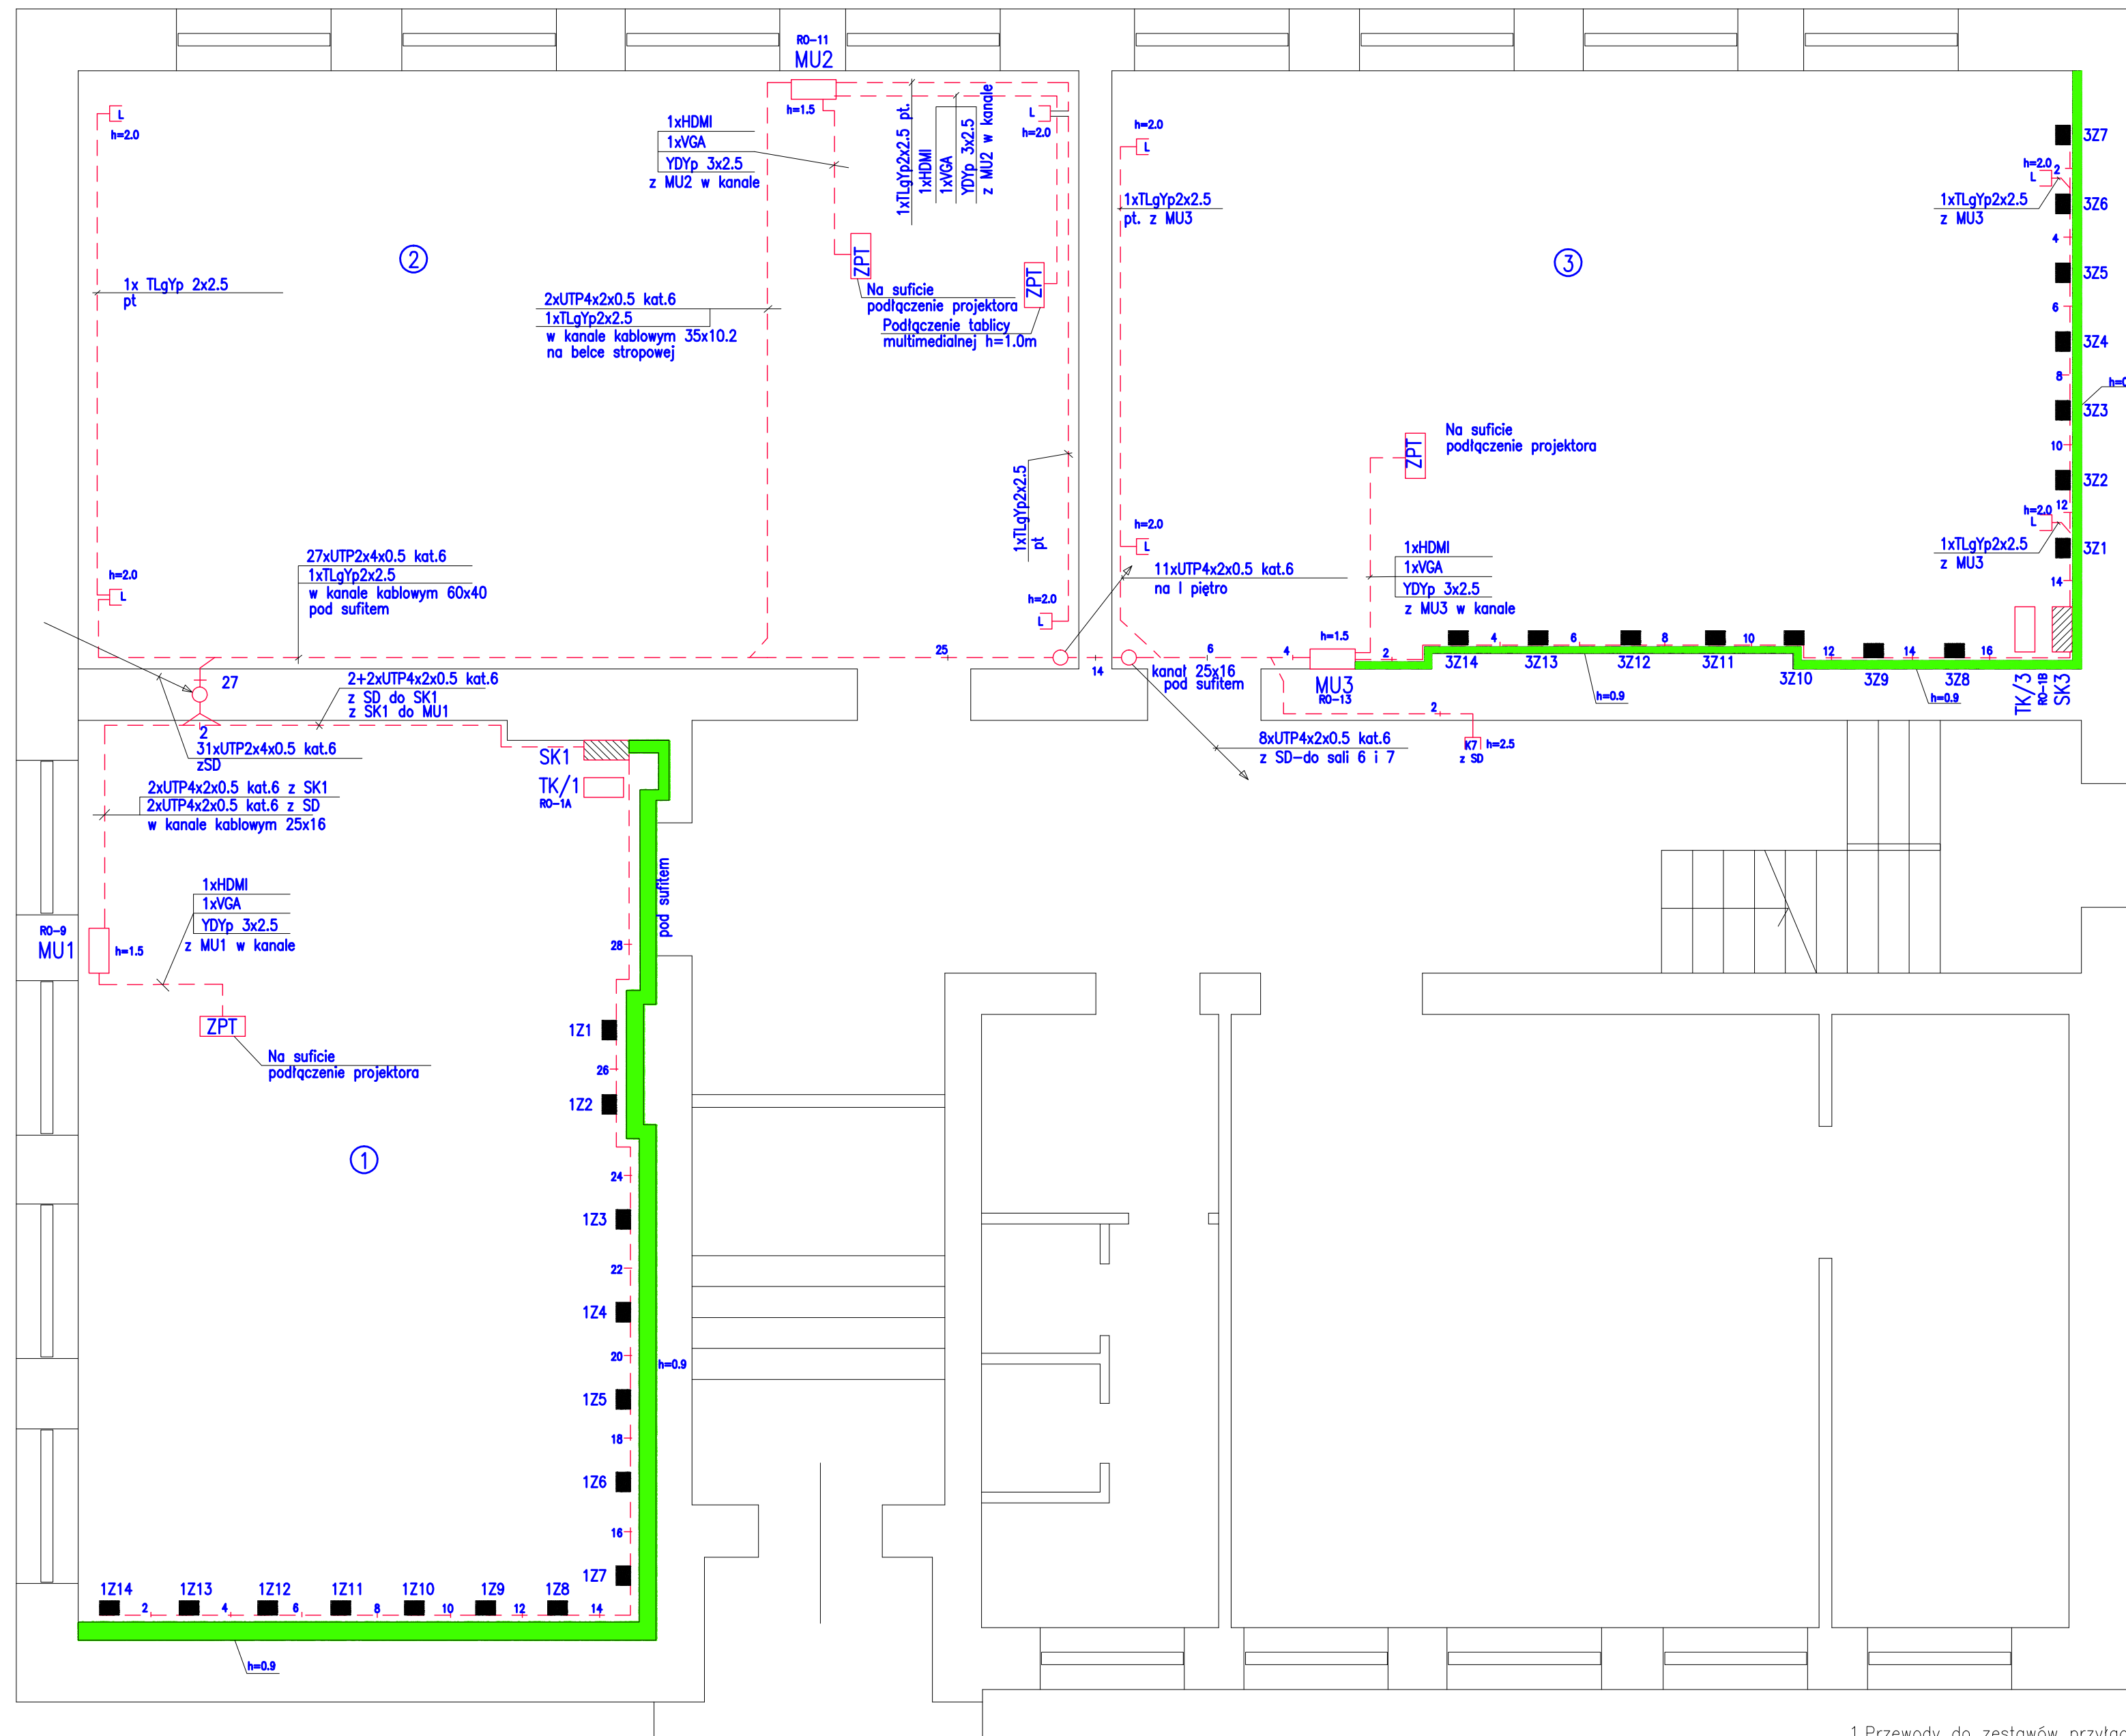 RO-11
MU2
h=1.5
L
h=2.0
1xHDMI
1xVGA
YDYp 3x2.5
z MU2 w kanale
1xTLgYp2x2.5 pt.
1xHDMI
1xVGA
YDYp 3x2.5
z MU2 w kanale
L
h=2.0
2
1x TLgYp 2x2.5
pt
ZPT
Na suficie
podłączenie projektora
ZPT
Podłączenie tablicy
multimedialnej h=1.0m
2xUTP4x2x0.5 kat.6
1xTLgYp2x2.5
w kanale kablowym 35x10.2
na belce stropowej
1xTLgYp2x2.5
pt
h=2.0
L
h=2.0
L
27xUTP2x4x0.5 kat.6
1xTLgYp2x2.5
w kanale kablowym 60x40
pod sufitem
25
14
h=2.0
L
1xTLgYp2x2.5
pt. z MU3
3
h=2.0
L
11xUTP4x2x0.5 kat.6
na I piętro
Na suficie
podłączenie projektora
ZPT
1xHDMI
1xVGA
YDYp 3x2.5
z MU3 w kanale
h=2.0
L
2
1xTLgYp2x2.5
z MU3
3Z7
3Z6
4
3Z5
6
3Z4
8
h=0
3Z3
10
3Z2
12
h=2.0
L
1xTLgYp2x2.5
z MU3
3Z1
14
6
4
h=1.5
2
4
6
8
10
12
14
16
kanał 25x16
pod sufitem
MU3
RO-13
3Z14
3Z13
3Z12
3Z11
3Z10
3Z9
3Z8
h=0.9
h=0.9
TK/3
RO-1B
SK3
2
K7
h=2.5
z SD
8xUTP4x2x0.5 kat.6
z SD-do sali 6 i 7
27
2
2+2xUTP4x2x0.5 kat.6
z SD do SK1
z SK1 do MU1
31xUTP2x4x0.5 kat.6
zSD
2xUTP4x2x0.5 kat.6 z SK1
2xUTP4x2x0.5 kat.6 z SD
w kanale kablowym 25x16
SK1
TK/1
RO-1A
pod sufitem
1xHDMI
1xVGA
YDYp 3x2.5
z MU1 w kanale
RO-9
MU1
h=1.5
ZPT
Na suficie
podłączenie projektora
28
1Z1
26
1Z2
1
24
1Z3
22
1Z4
20
h=0.9
1Z5
18
1Z6
16
1Z7
1Z14
1Z13
1Z12
1Z11
1Z10
1Z9
1Z8
2
4
6
8
10
12
14
h=0.9
1.Przewody do zestawów